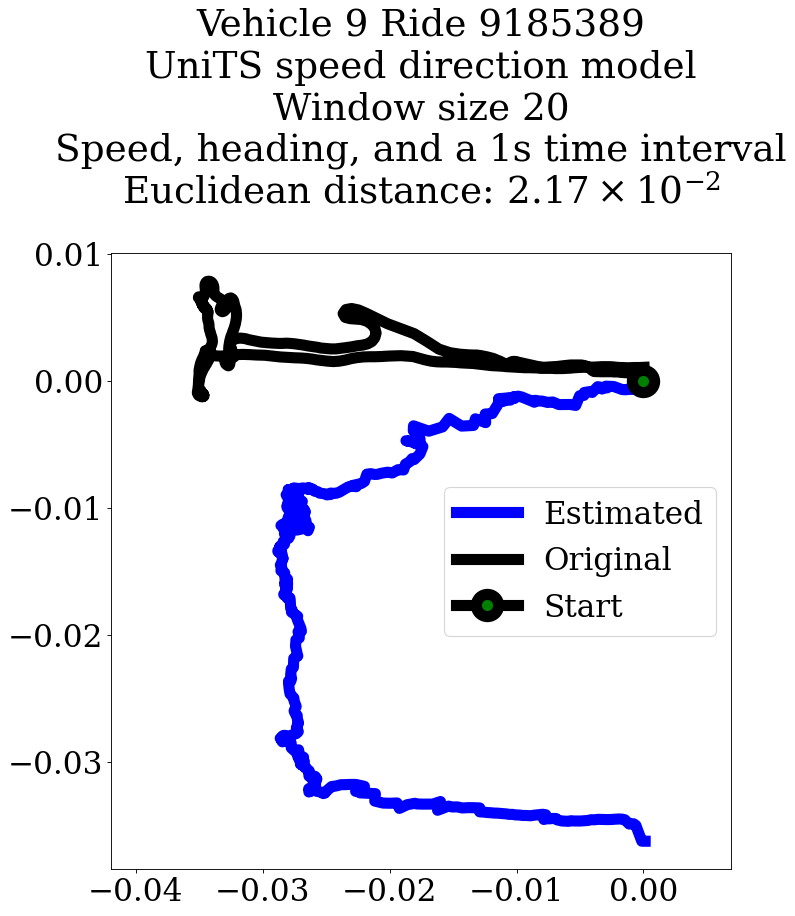 Vehicle 9 Ride 9185389
UniTS speed direction model
Window size 20
Speed, heading, and a 1s time interval
Euclidean distance: 2.17 × 10⁻²
0.01
0.00
−0.01
−0.02
−0.03
Estimated
Original
Start
−0.04 −0.03 −0.02 −0.01 0.00